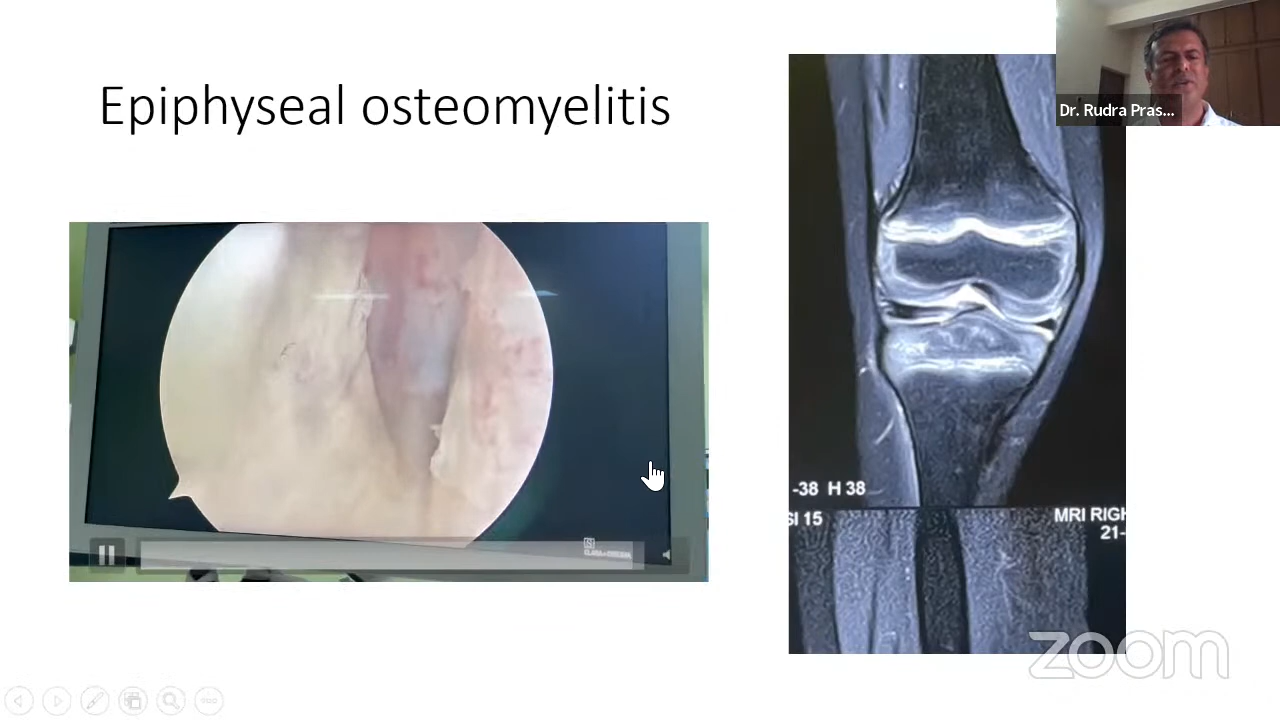 Epiphyseal osteomyelitis
Dr. Rudra Pras...
-38 H 38
SI 15
MRI RIGH
21-
zoom